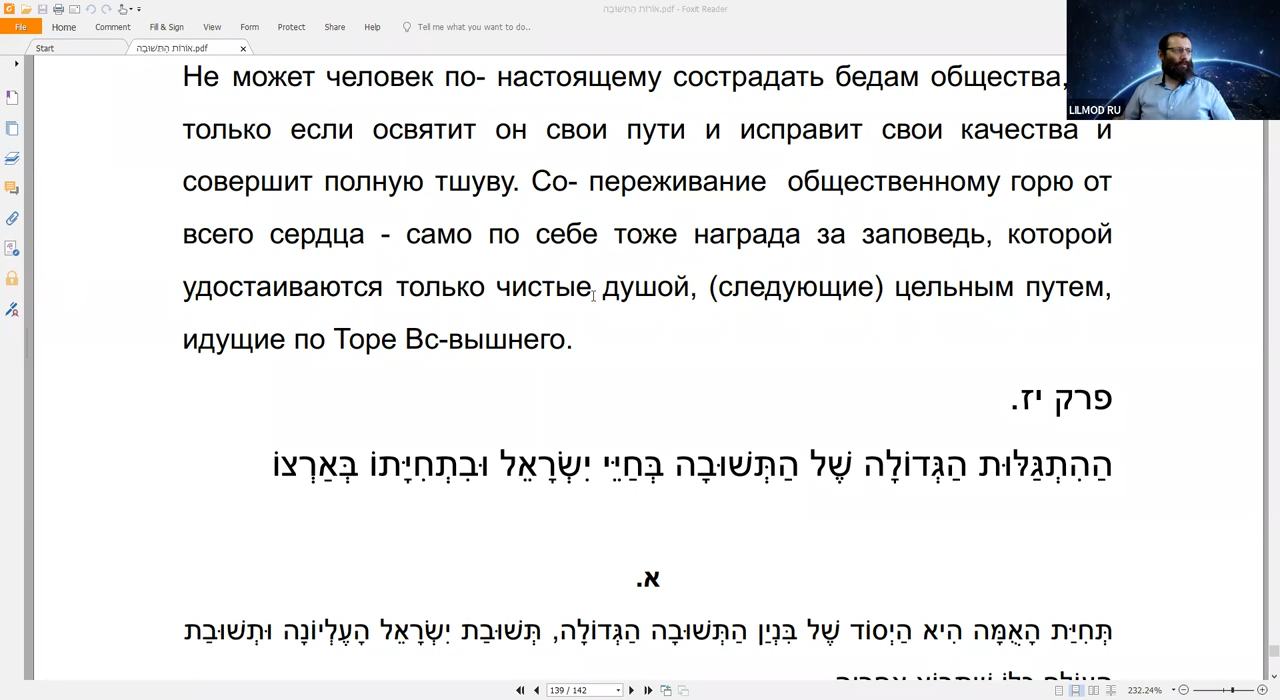 אורות התשובה.pdf - Foxit Reader
File Home Comment Fill & Sign View Form Protect Share Help Tell me what you want to do..
Start אורות התשובה.pdf
LILMOD RU
Не может человек по- настоящему сострадать бедам общества,
только если освятит он свои пути и исправит свои качества и
совершит полную тшуву. Со- переживание общественному горю от
всего сердца - само по себе тоже награда за заповедь, которой
удостаиваются только чистые душой, (следующие) цельным путем,
идущие по Торе Вс-вышнего.
פרק יז.
הַהִתְגַּלּוּת הַגְּדוֹלָה שֶׁל הַתְּשׁוּבָה בְּחַיֵּי יִשְׂרָאֵל וּבִתְחִיָּתוֹ בְּאַרְצוֹ
א.
תְּחִיַּת הָאֻמָּה הִיא הַיְסוֹד שֶׁל בִּנְיַן הַתְּשׁוּבָה הַגְּדוֹלָה, תְּשׁוּבַת יִשְׂרָאֵל הָעֶלְיוֹנָה וּתְשׁוּבַת
139 / 142 232.24%